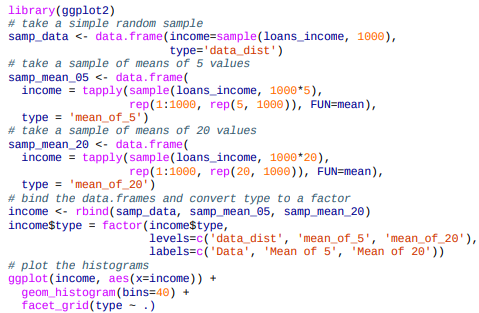 library(ggplot2)
# take a simple random sample
samp_data <- data.frame(income=sample(loans_income, 1000),
                        type='data_dist')
# take a sample of means of 5 values
samp_mean_05 <- data.frame(
  income = tapply(sample(loans_income, 1000*5),
                  rep(1:1000, rep(5, 1000)), FUN=mean),
  type = 'mean_of_5')
# take a sample of means of 20 values
samp_mean_20 <- data.frame(
  income = tapply(sample(loans_income, 1000*20),
                  rep(1:1000, rep(20, 1000)), FUN=mean),
  type = 'mean_of_20')
# bind the data.frames and convert type to a factor
income <- rbind(samp_data, samp_mean_05, samp_mean_20)
income$type = factor(income$type,
                     levels=c('data_dist', 'mean_of_5', 'mean_of_20'),
                     labels=c('Data', 'Mean of 5', 'Mean of 20'))
# plot the histograms
ggplot(income, aes(x=income)) +
  geom_histogram(bins=40) +
  facet_grid(type ~ .)